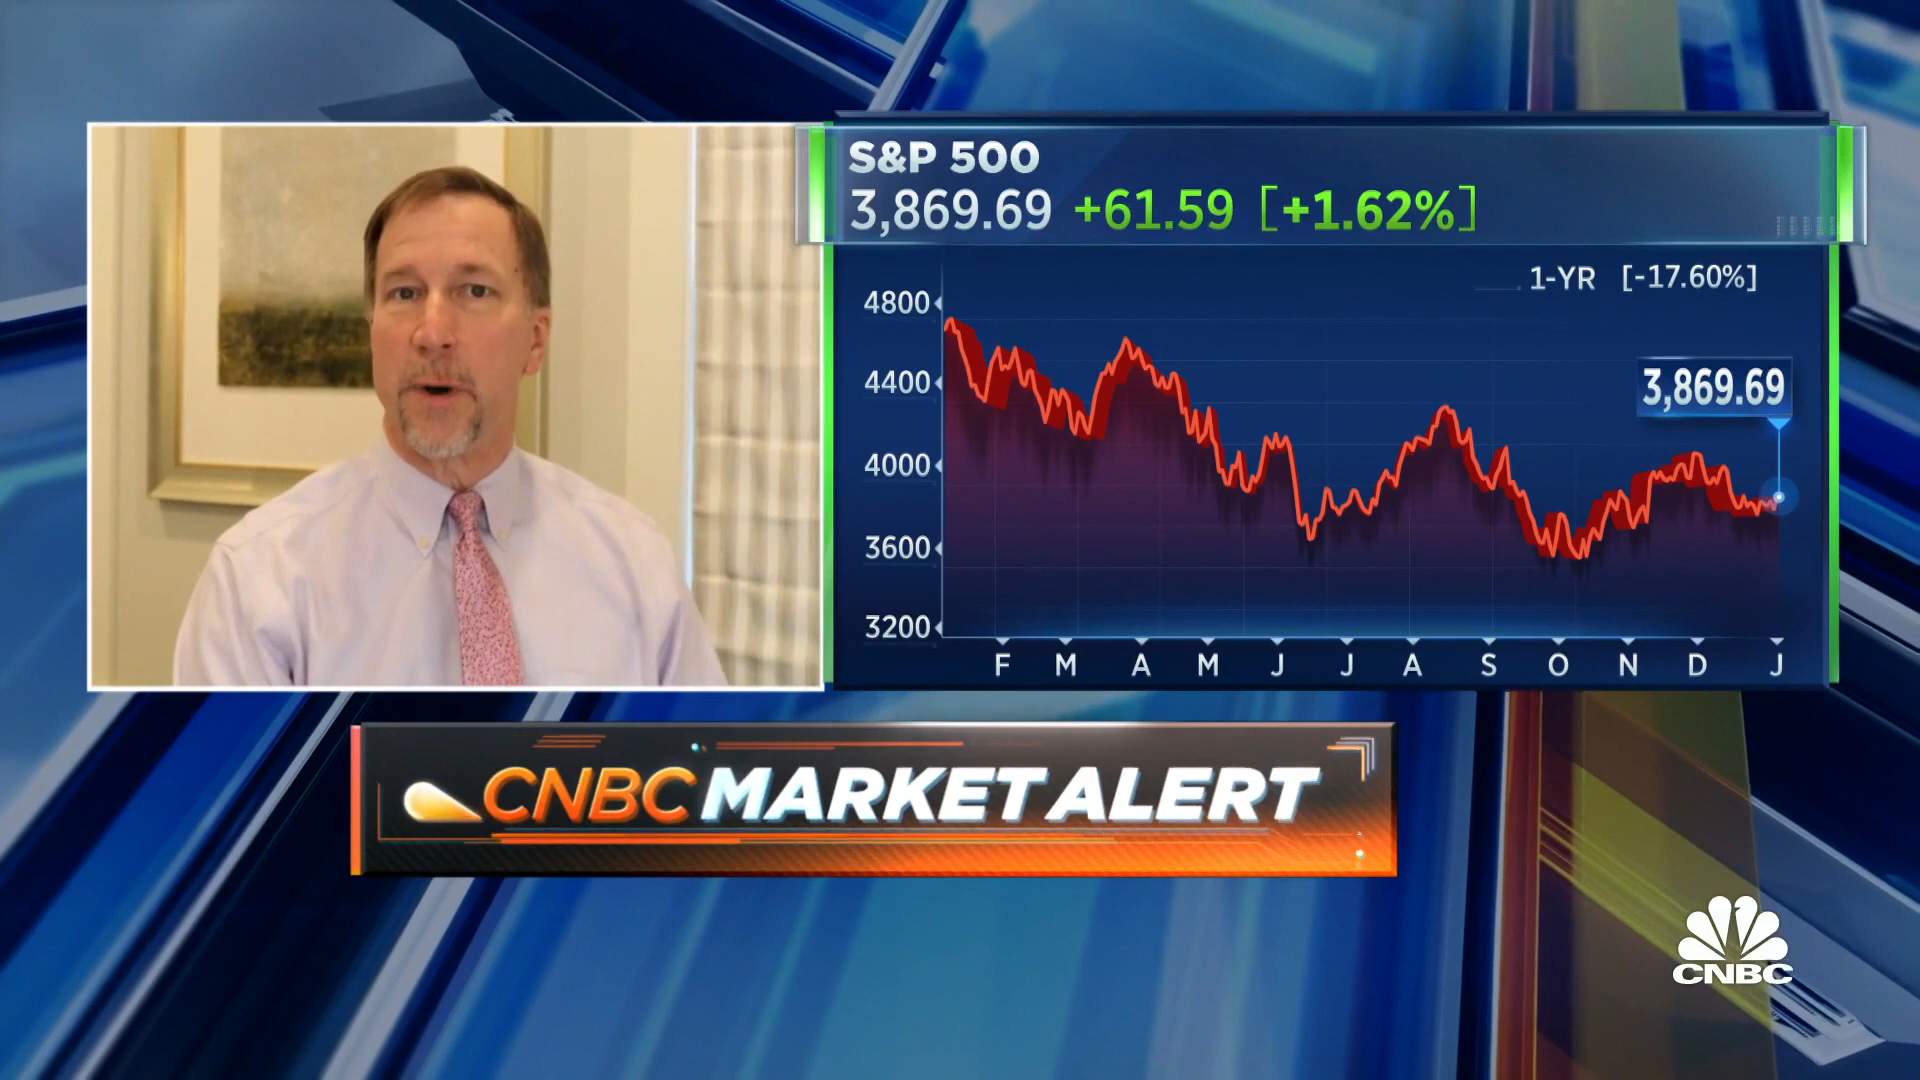 S&P 500
3,869.69 +61.59 [+1.62%]
1-YR [-17.60%]
4800
4400
4000
3600
3200
3,869.69
F M A M J J A S O N D J
CNBC MARKET ALERT
CNBC